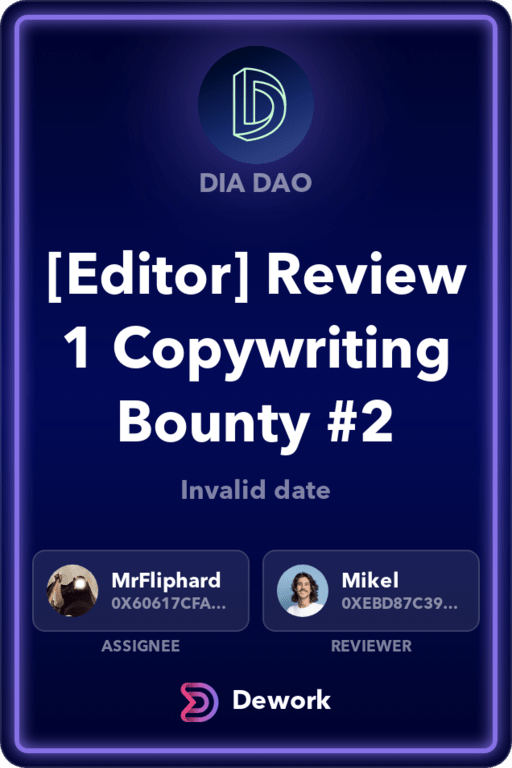 DIA DAO
[Editor] Review
1 Copywriting
Bounty #2
Invalid date
MrFliphard
0X60617CFA...
Mikel
0XEBD87C39...
ASSIGNEE
REVIEWER
Dework